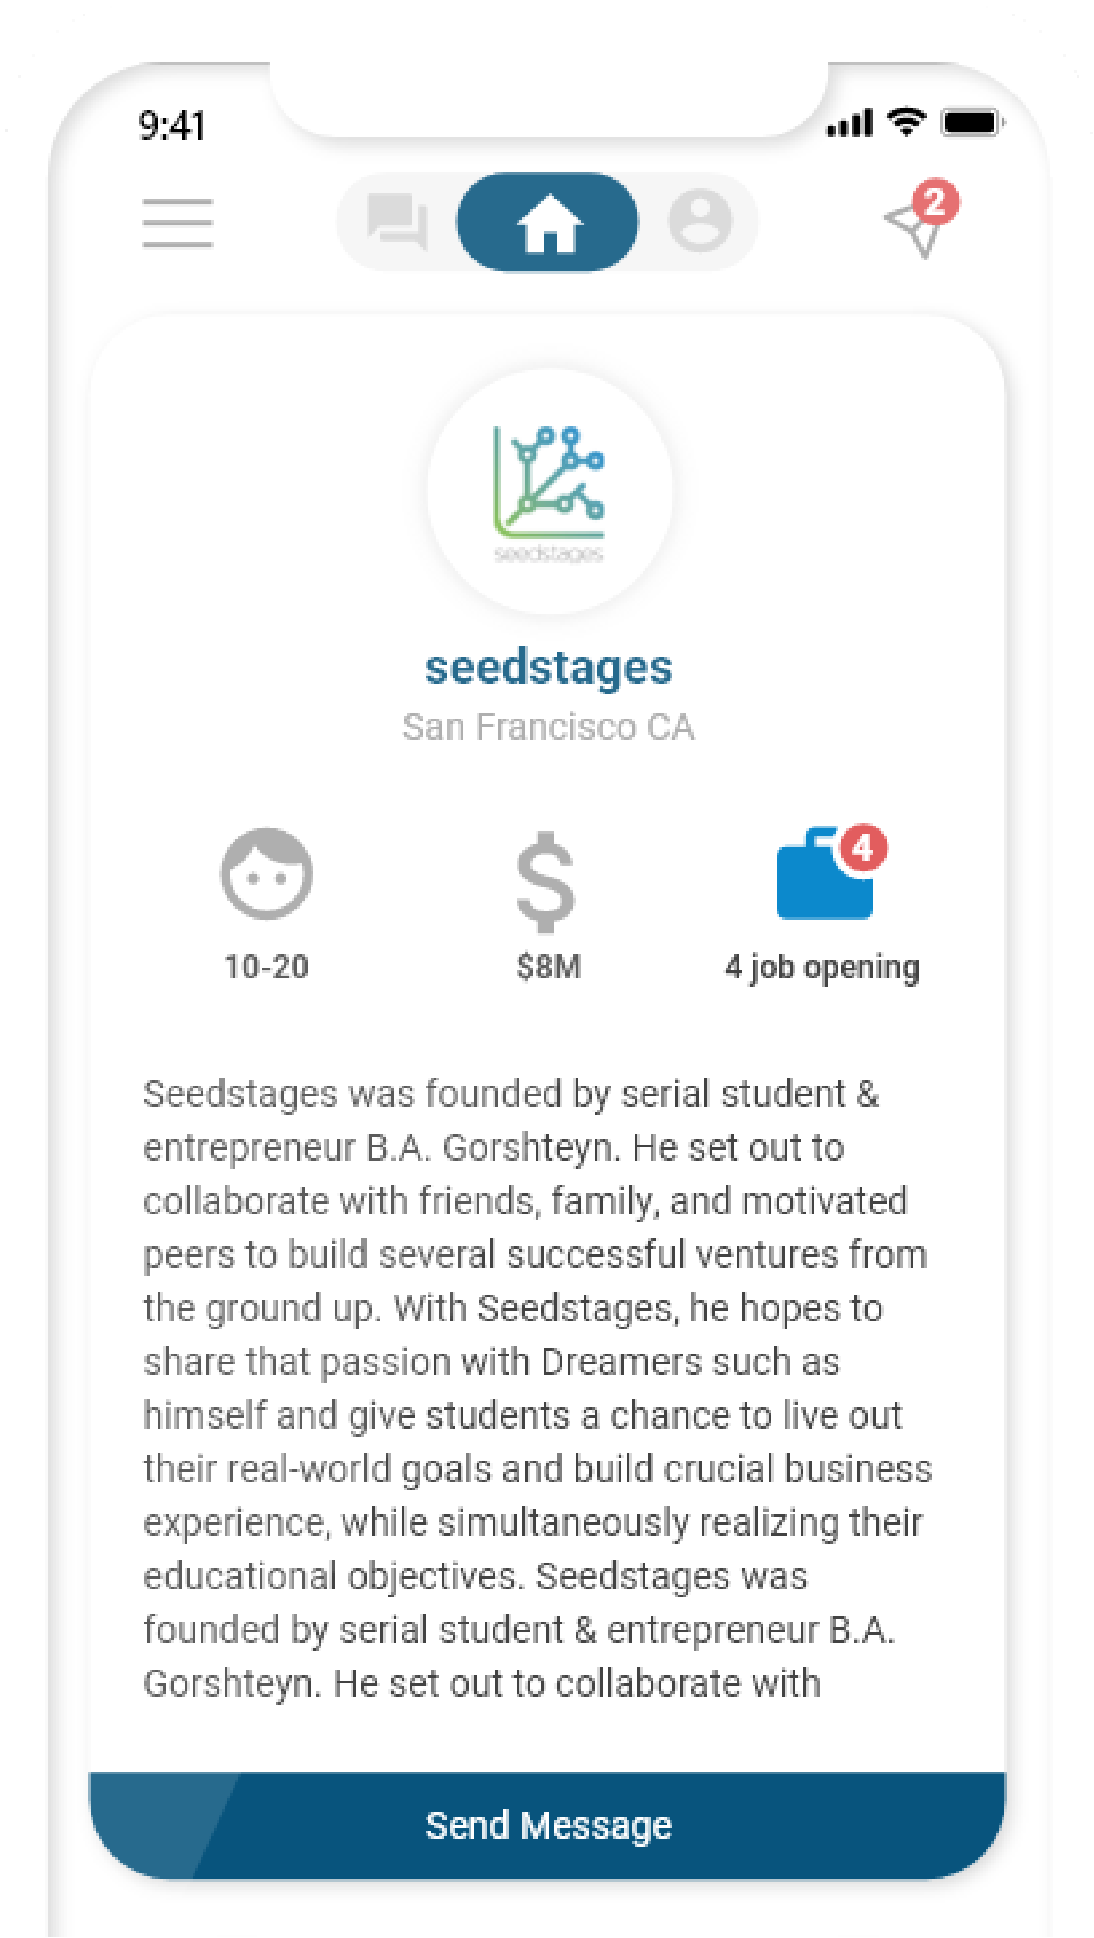 9:41
2
seedstages
seedstages
San Francisco CA
4
10-20
$8M
4 job opening
Seedstages was founded by serial student &
entrepreneur B.A. Gorshteyn. He set out to
collaborate with friends, family, and motivated
peers to build several successful ventures from
the ground up. With Seedstages, he hopes to
share that passion with Dreamers such as
himself and give students a chance to live out
their real-world goals and build crucial business
experience, while simultaneously realizing their
educational objectives. Seedstages was
founded by serial student & entrepreneur B.A.
Gorshteyn. He set out to collaborate with
Send Message